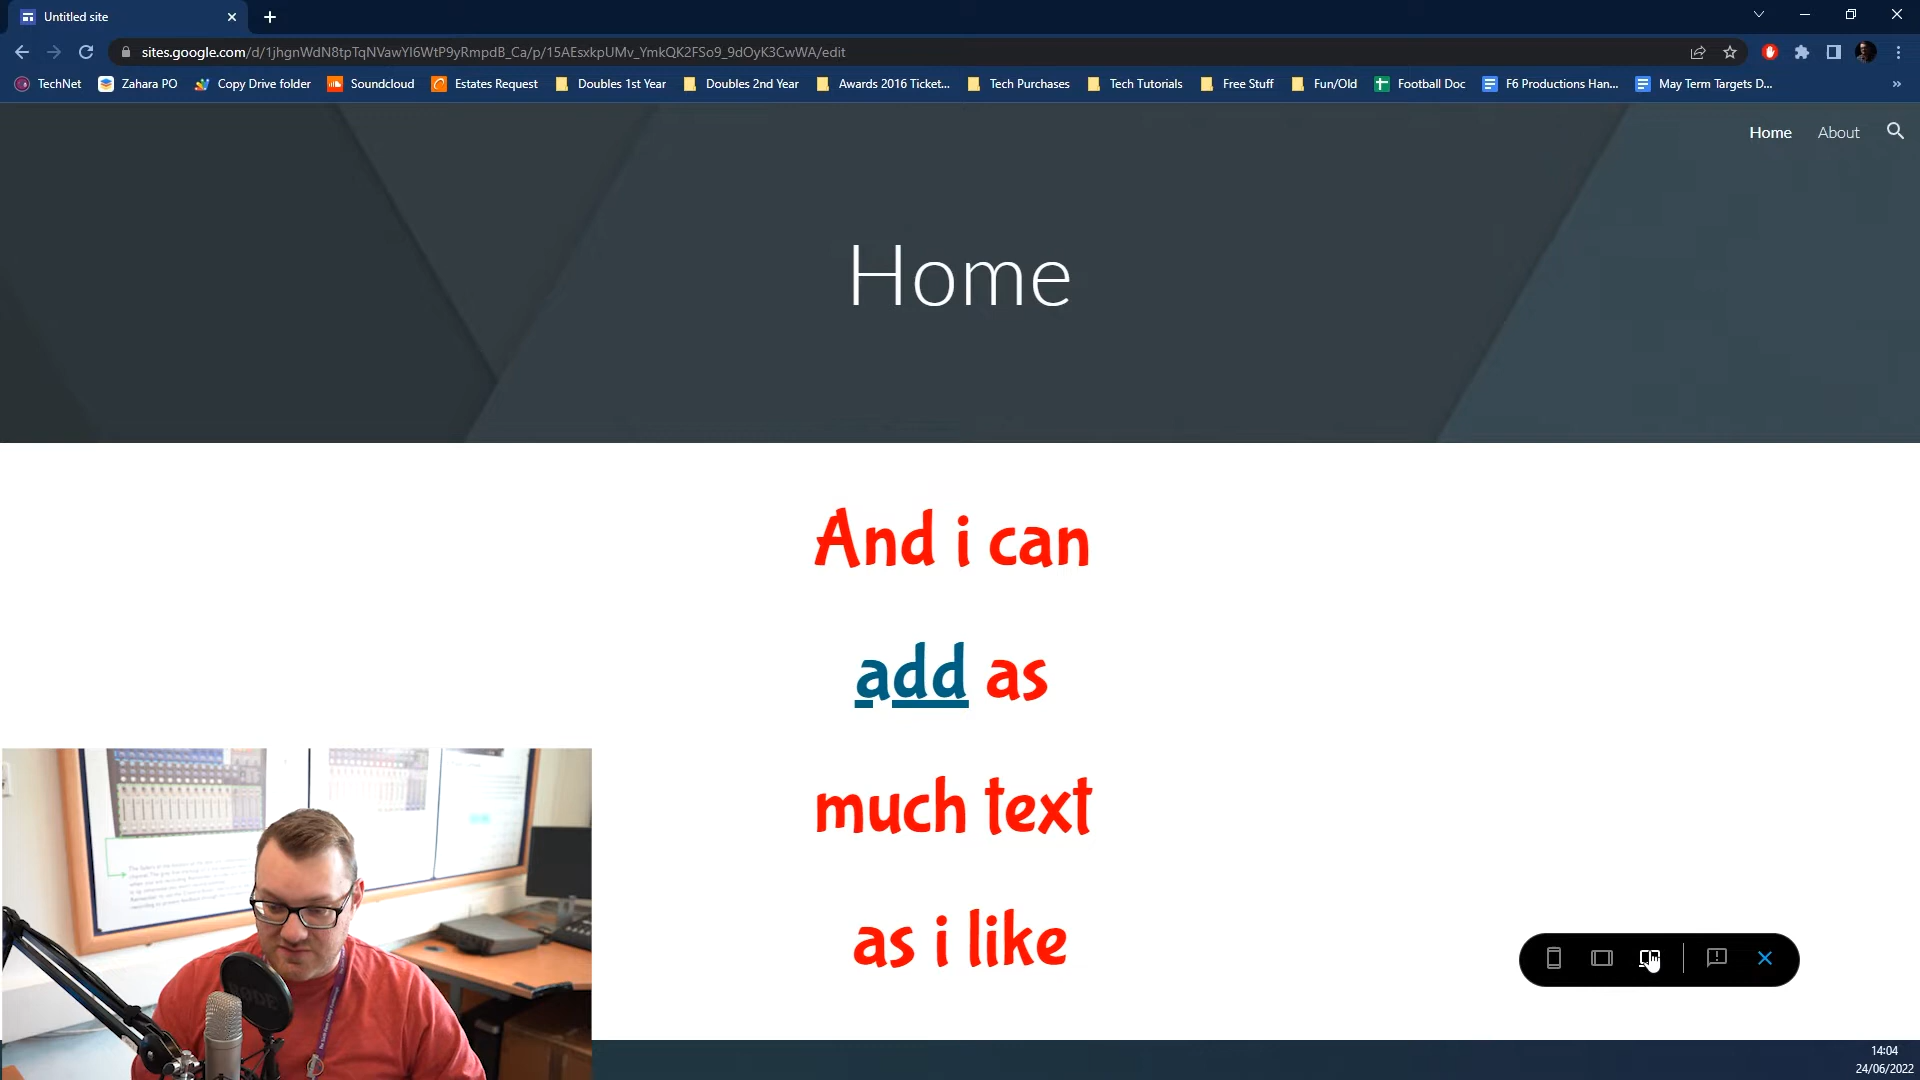 Untitled site
sites.google.com/d/1jhgnWdN8tpTqNVawYl6WtP9yRmpdB_Ca/p/15AEsxkpUMv_YmkQK2FSo9_9dOyK3CwWA/edit
TechNet Zahara PO Copy Drive folder Soundcloud Estates Request Doubles 1st Year Doubles 2nd Year Awards 2016 Ticket... Tech Purchases Tech Tutorials Free Stuff Fun/Old Football Doc F6 Productions Han... May Term Targets D... »
Home About
Home
And i can
add as
much text
as i like
RØDE
14:04
24/06/2022